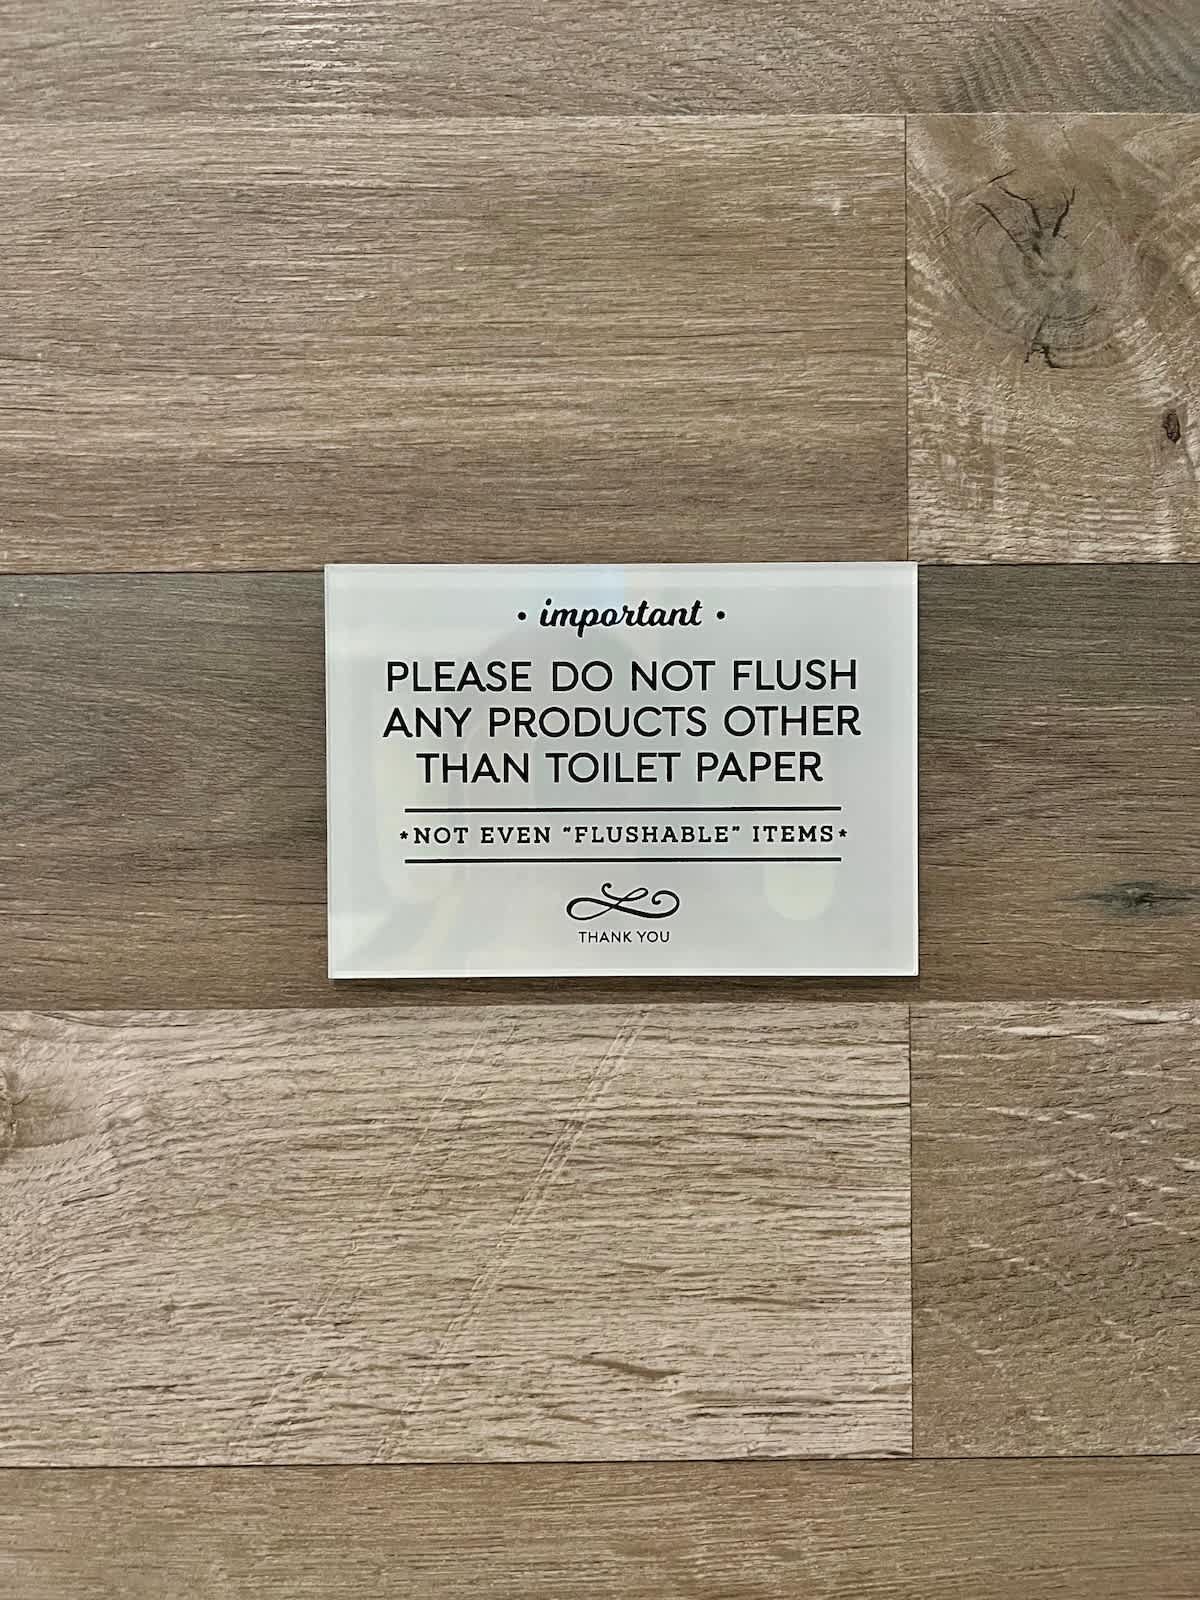 • important •
PLEASE DO NOT FLUSH
ANY PRODUCTS OTHER
THAN TOILET PAPER
*NOT EVEN "FLUSHABLE" ITEMS*
THANK YOU